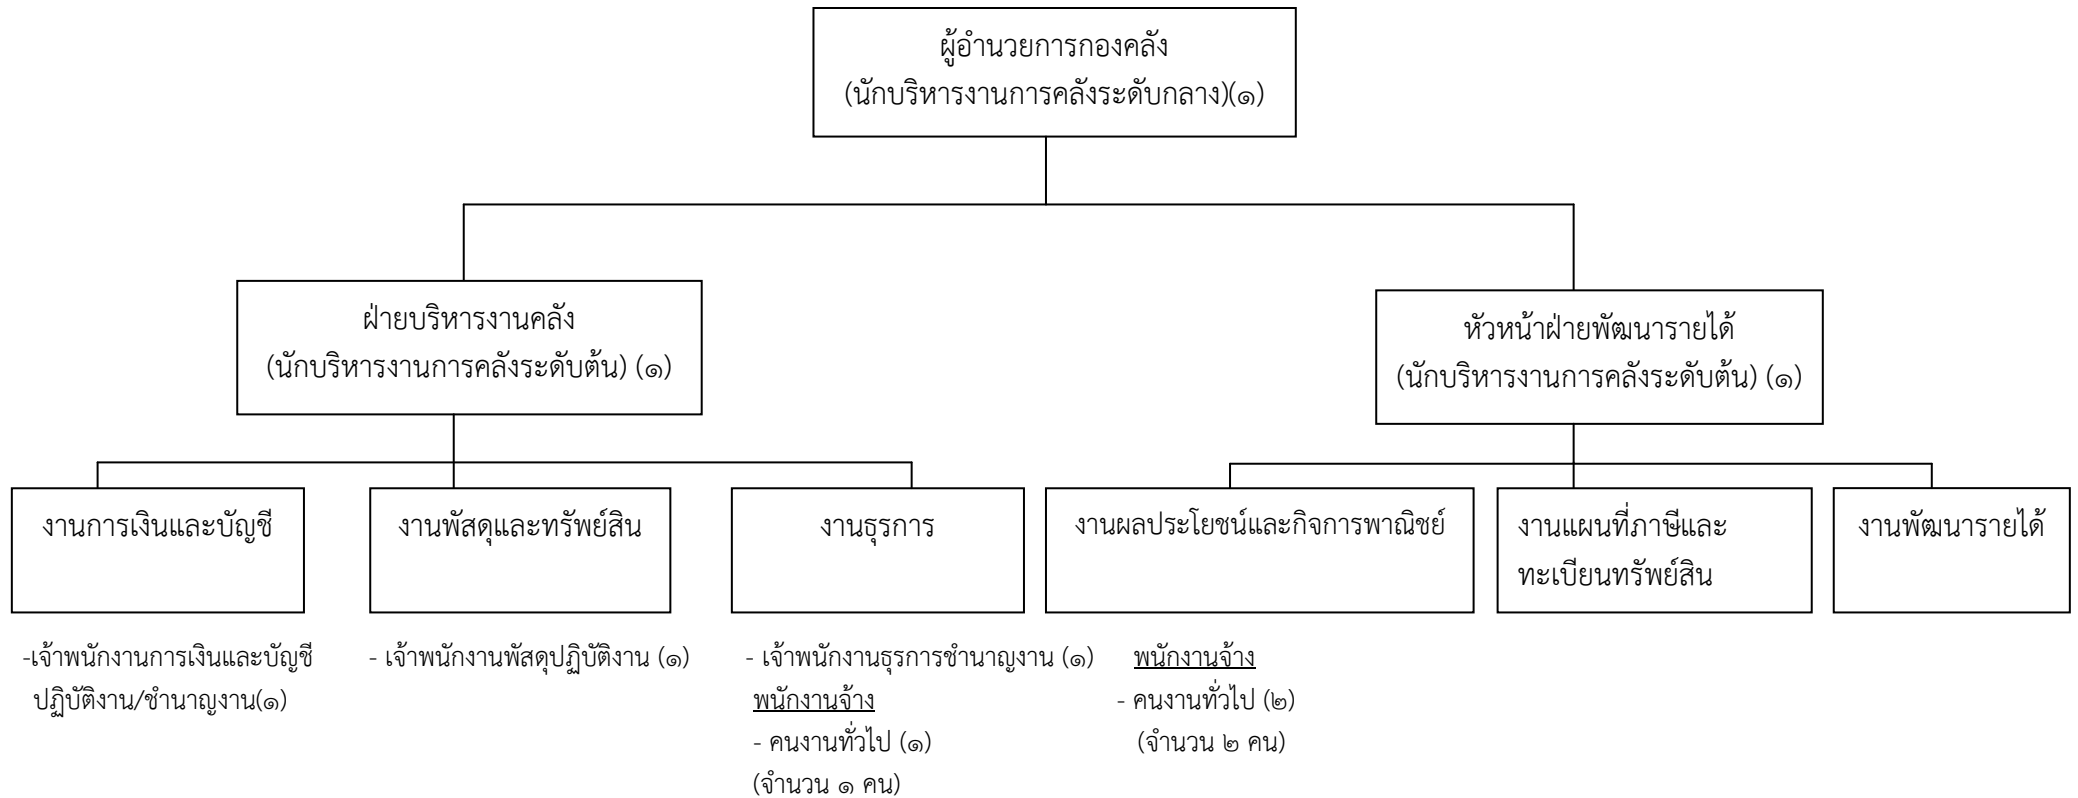 ผู้อำนวยการกองคลัง
(นักบริหารงานการคลังระดับกลาง)(๑)
ฝ่ายบริหารงานคลัง
(นักบริหารงานการคลังระดับต้น) (๑)
หัวหน้าฝ่ายพัฒนารายได้
(นักบริหารงานการคลังระดับต้น) (๑)
งานการเงินและบัญชี
งานพัสดุและทรัพย์สิน
งานธุรการ
งานผลประโยชน์และกิจการพาณิชย์
งานแผนที่ภาษีและ
ทะเบียนทรัพย์สิน
งานพัฒนารายได้
-เจ้าพนักงานการเงินและบัญชี
ปฏิบัติงาน/ชำนาญงาน(๑)
- เจ้าพนักงานพัสดุปฏิบัติงาน (๑)
- เจ้าพนักงานธุรการชำนาญงาน (๑)
พนักงานจ้าง
- คนงานทั่วไป (๑)
(จำนวน ๑ คน)
พนักงานจ้าง
- คนงานทั่วไป (๒)
(จำนวน ๒ คน)